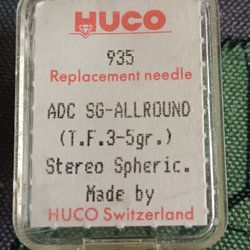 HUCO
935
Replacement needle
ADC SG-ALLROUND
(T.F.3-5gr.)
Stereo Spheric.
Made by
HUCO Switzerland